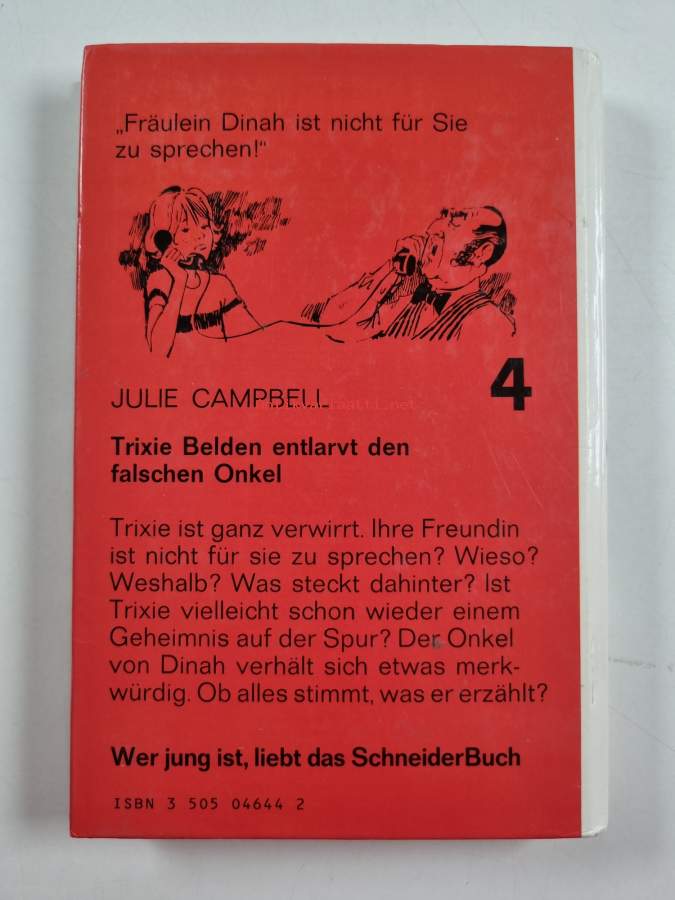 „Fräulein Dinah ist nicht für Sie
zu sprechen!“
JULIE CAMPBELL
4
Trixie Belden entlarvt den
falschen Onkel
Trixie ist ganz verwirrt. Ihre Freundin
ist nicht für sie zu sprechen? Wieso?
Weshalb? Was steckt dahinter? Ist
Trixie vielleicht schon wieder einem
Geheimnis auf der Spur? Der Onkel
von Dinah verhält sich etwas merk-
würdig. Ob alles stimmt, was er erzählt?
Wer jung ist, liebt das SchneiderBuch
ISBN 3 505 04644 2